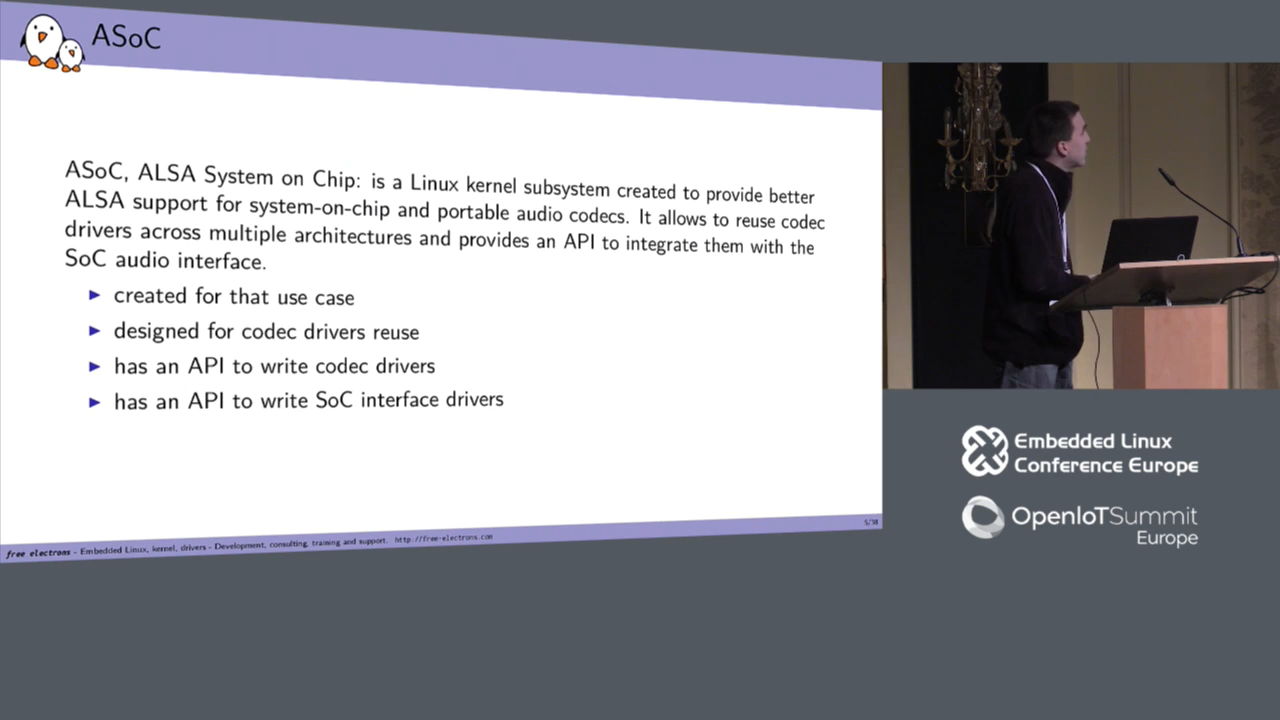 ASoC
ASoC, ALSA System on Chip: is a Linux kernel subsystem created to provide better
ALSA support for system-on-chip and portable audio codecs. It allows to reuse codec
drivers across multiple architectures and provides an API to integrate them with the
SoC audio interface.
► created for that use case
► designed for codec drivers reuse
► has an API to write codec drivers
► has an API to write SoC interface drivers
5/38
free electrons - Embedded Linux, kernel, drivers - Development, consulting, training and support. http://free-electrons.com
Embedded Linux
Conference Europe
OpenIoTSummit
Europe